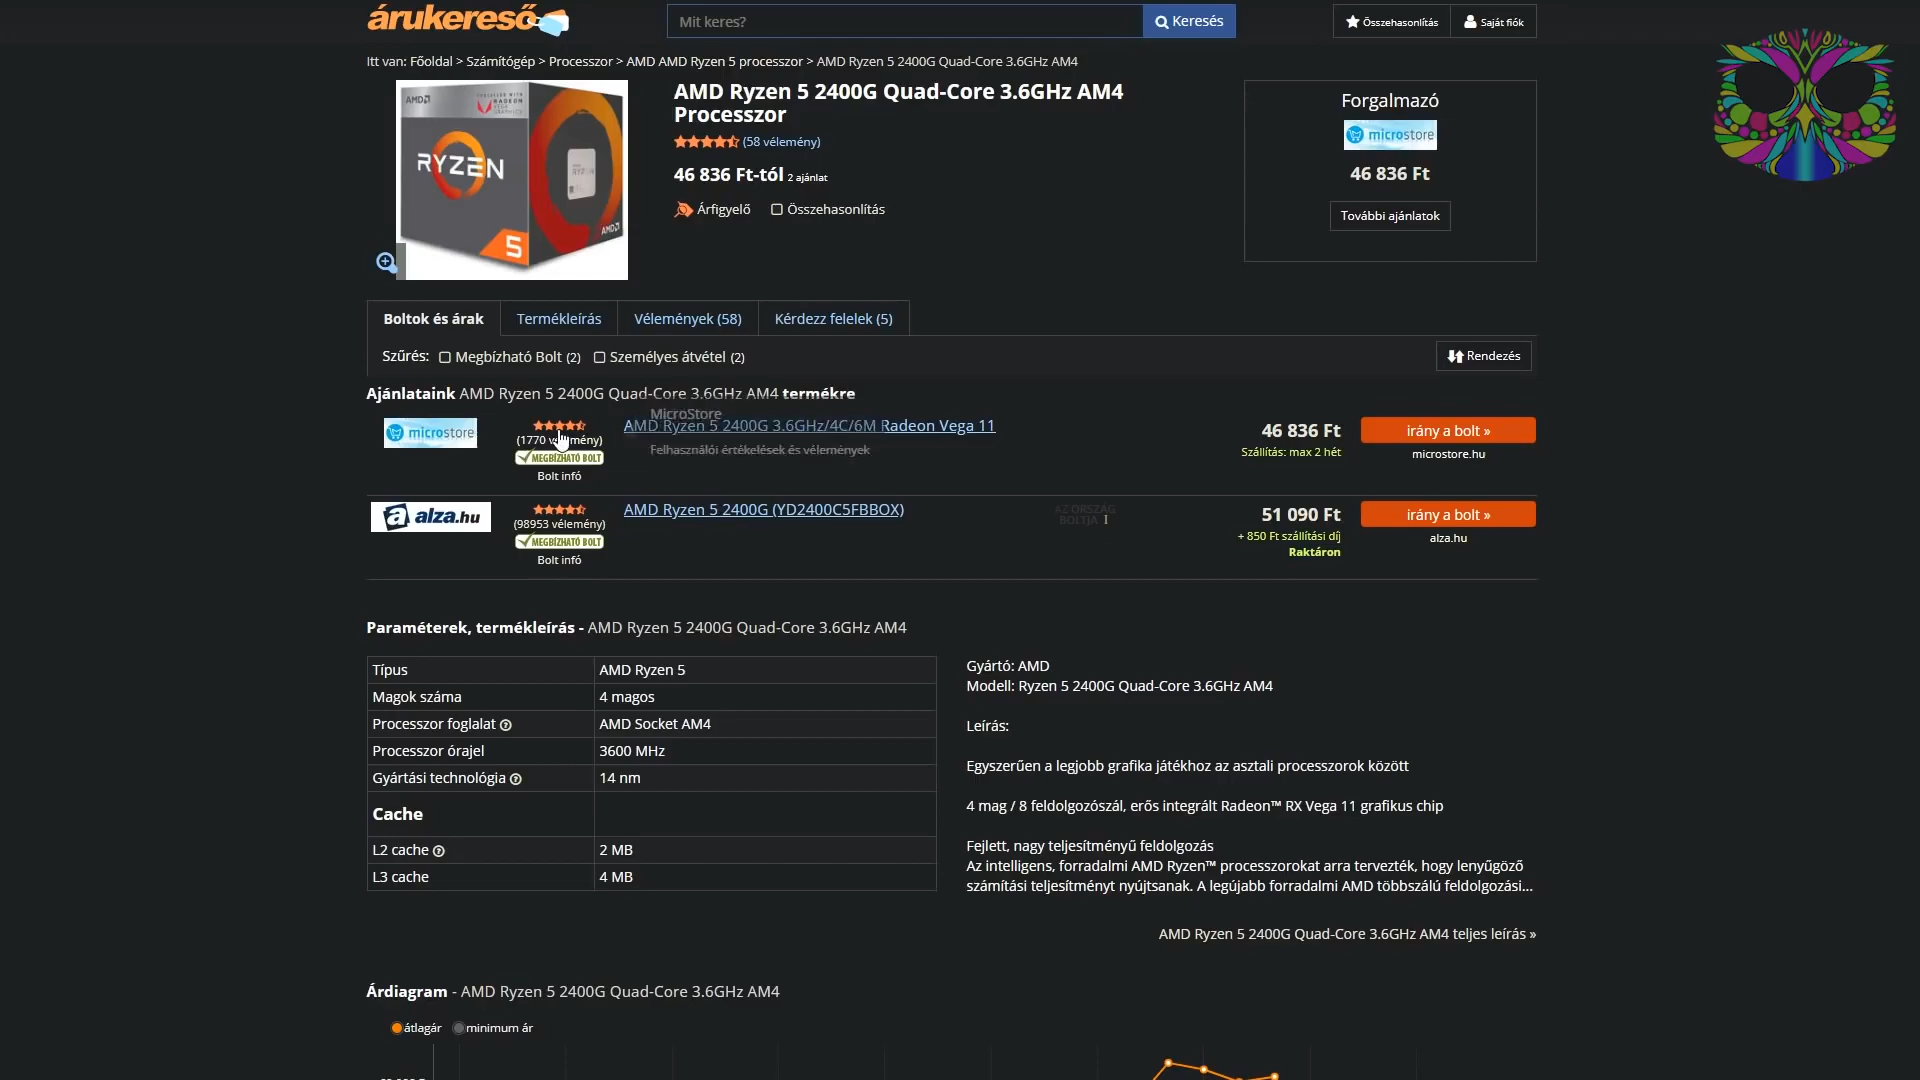 árukereső
Mit keres?
Keresés
Összehasonlítás
Saját fiók
Itt van: Főoldal > Számítógép > Processzor > AMD AMD Ryzen 5 processzor > AMD Ryzen 5 2400G Quad-Core 3.6GHz AM4
AMD
RYZEN
RYZEN
AMD
5
AMD Ryzen 5 2400G Quad-Core 3.6GHz AM4
Processzor
(58 vélemény)
46 836 Ft-tól 2 ajánlat
Árfigyelő
Összehasonlítás
Forgalmazó
microstore
46 836 Ft
További ajánlatok
Boltok és árak
Termékleírás
Vélemények (58)
Kérdezz felelek (5)
Szűrés: Megbízható Bolt (2) Személyes átvétel (2)
Rendezés
Ajánlataink AMD Ryzen 5 2400G Quad-Core 3.6GHz AM4 termékre
microstore
(1770 vélemény)
MEGBÍZHATÓ BOLT
Bolt infó
MicroStore
AMD Ryzen 5 2400G 3.6GHz/4C/6M Radeon Vega 11
Felhasználói értékelések és vélemények
46 836 Ft
Szállítás: max 2 hét
irány a bolt »
microstore.hu
alza.hu
(98953 vélemény)
MEGBÍZHATÓ BOLT
Bolt infó
AMD Ryzen 5 2400G (YD2400C5FBBOX)
AZ ORSZÁG
BOLTJA
51 090 Ft
+ 850 Ft szállítási díj
Raktáron
irány a bolt »
alza.hu
Paraméterek, termékleírás - AMD Ryzen 5 2400G Quad-Core 3.6GHz AM4
Típus AMD Ryzen 5
Magok száma 4 magos
Processzor foglalat AMD Socket AM4
Processzor órajel 3600 MHz
Gyártási technológia 14 nm
Cache
L2 cache 2 MB
L3 cache 4 MB
Gyártó: AMD
Modell: Ryzen 5 2400G Quad-Core 3.6GHz AM4
Leírás:
Egyszerűen a legjobb grafika játékhoz az asztali processzorok között
4 mag / 8 feldolgozószál, erős integrált Radeon™ RX Vega 11 grafikus chip
Fejlett, nagy teljesítményű feldolgozás
Az intelligens, forradalmi AMD Ryzen™ processzorokat arra tervezték, hogy lenyűgöző
számítási teljesítményt nyújtsanak. A legújabb forradalmi AMD többszálú feldolgozási...
AMD Ryzen 5 2400G Quad-Core 3.6GHz AM4 teljes leírás »
Árdiagram - AMD Ryzen 5 2400G Quad-Core 3.6GHz AM4
átlagár
minimum ár